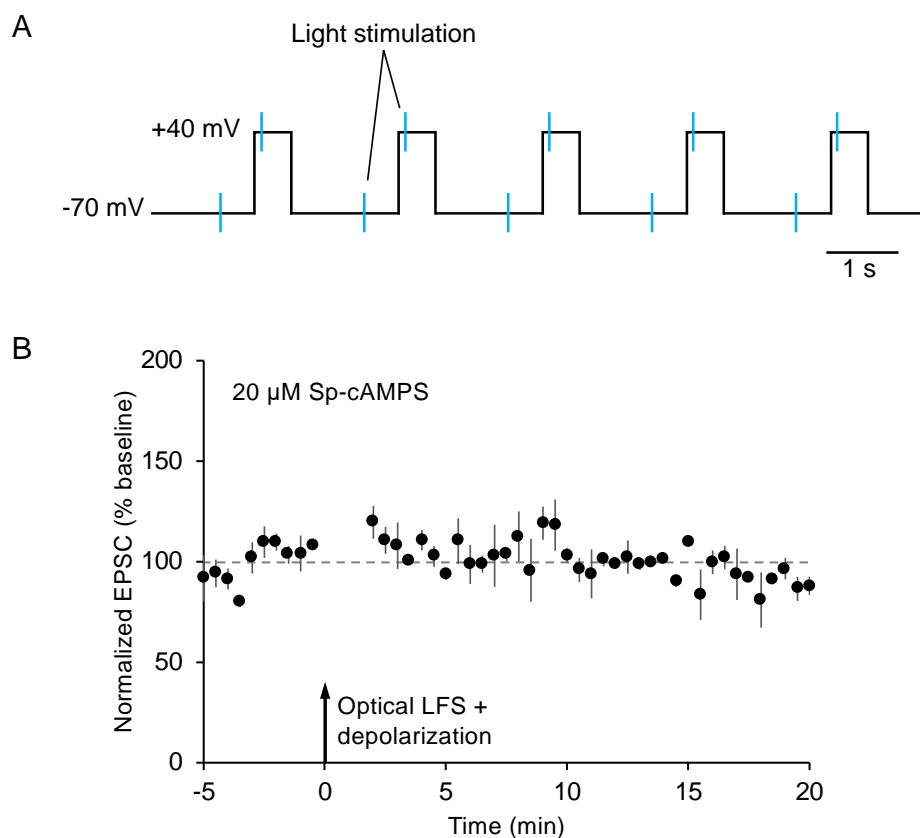 A
Light stimulation
+40 mV
-70 mV
1 s
B
200
150
100
50
0
Normalized EPSC (% baseline)
20 µM Sp-cAMPS
Optical LFS +
depolarization
-5
0
5
10
15
20
Time (min)